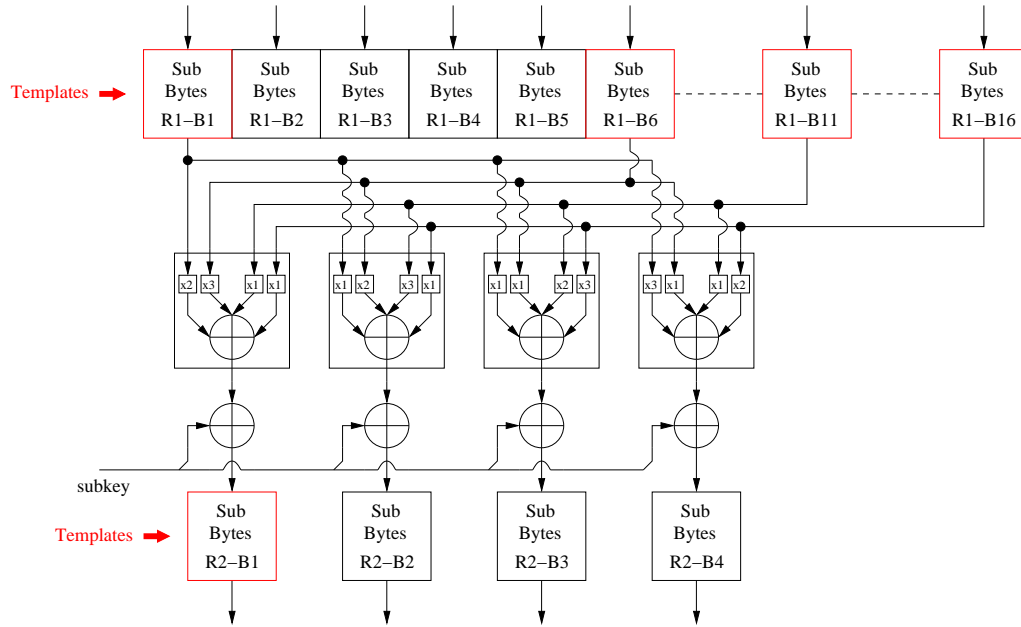 Sub Sub Sub Sub Sub Sub Sub Sub
Templates Bytes Bytes Bytes Bytes Bytes Bytes Bytes Bytes
R1–B1 R1–B2 R1–B3 R1–B4 R1–B5 R1–B6 R1–B11 R1–B16
x2 x3 x1 x1 x1 x2 x3 x1 x1 x1 x2 x3 x3 x1 x1 x2
subkey
Sub Sub Sub Sub
Templates Bytes Bytes Bytes Bytes
R2–B1 R2–B2 R2–B3 R2–B4